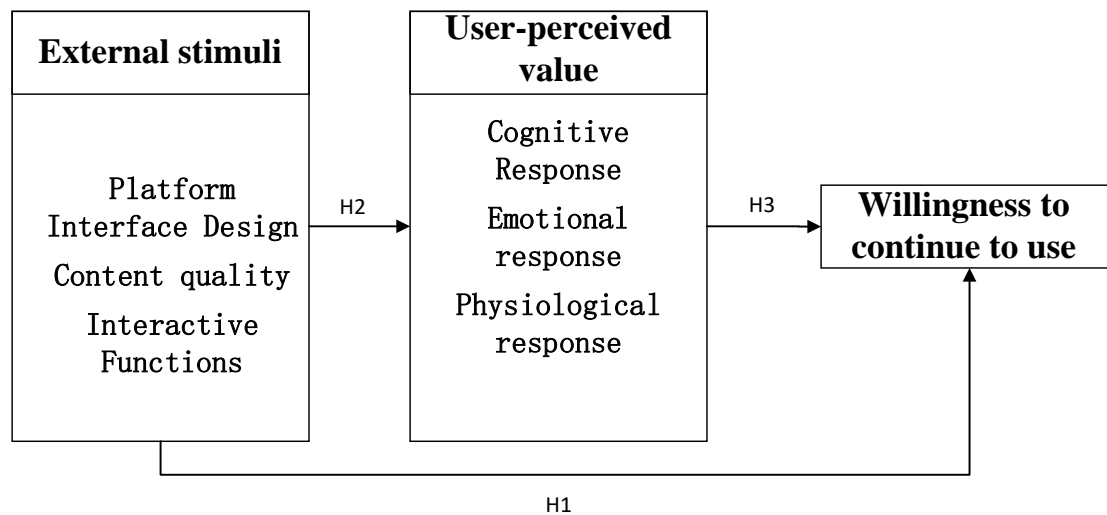 External stimuli
Platform
Interface Design
Content quality
Interactive
Functions
H2
User-perceived
value
Cognitive
Response
Emotional
response
Physiological
response
H3
Willingness to
continue to use
H1